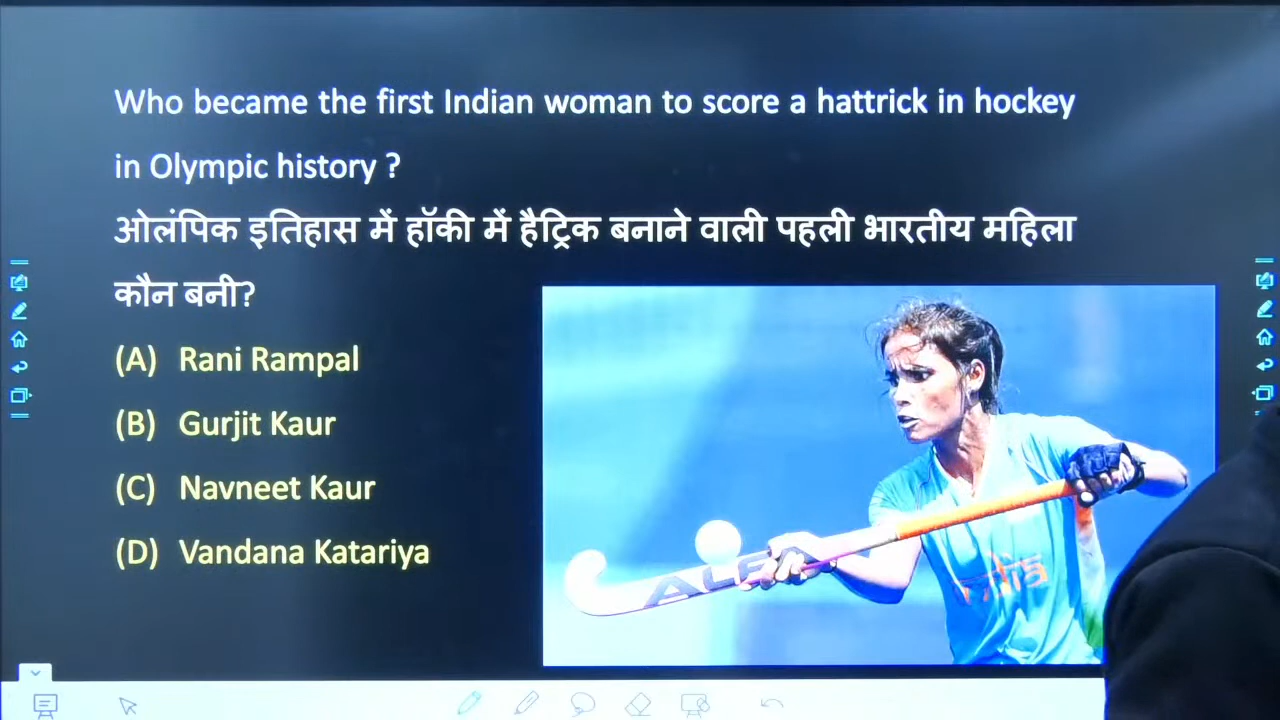 Who became the first Indian woman to score a hattrick in hockey
in Olympic history ?
ओलंपिक इतिहास में हॉकी में हैट्रिक बनाने वाली पहली भारतीय महिला
कौन बनी?
(A) Rani Rampal
(B) Gurjit Kaur
(C) Navneet Kaur
(D) Vandana Katariya